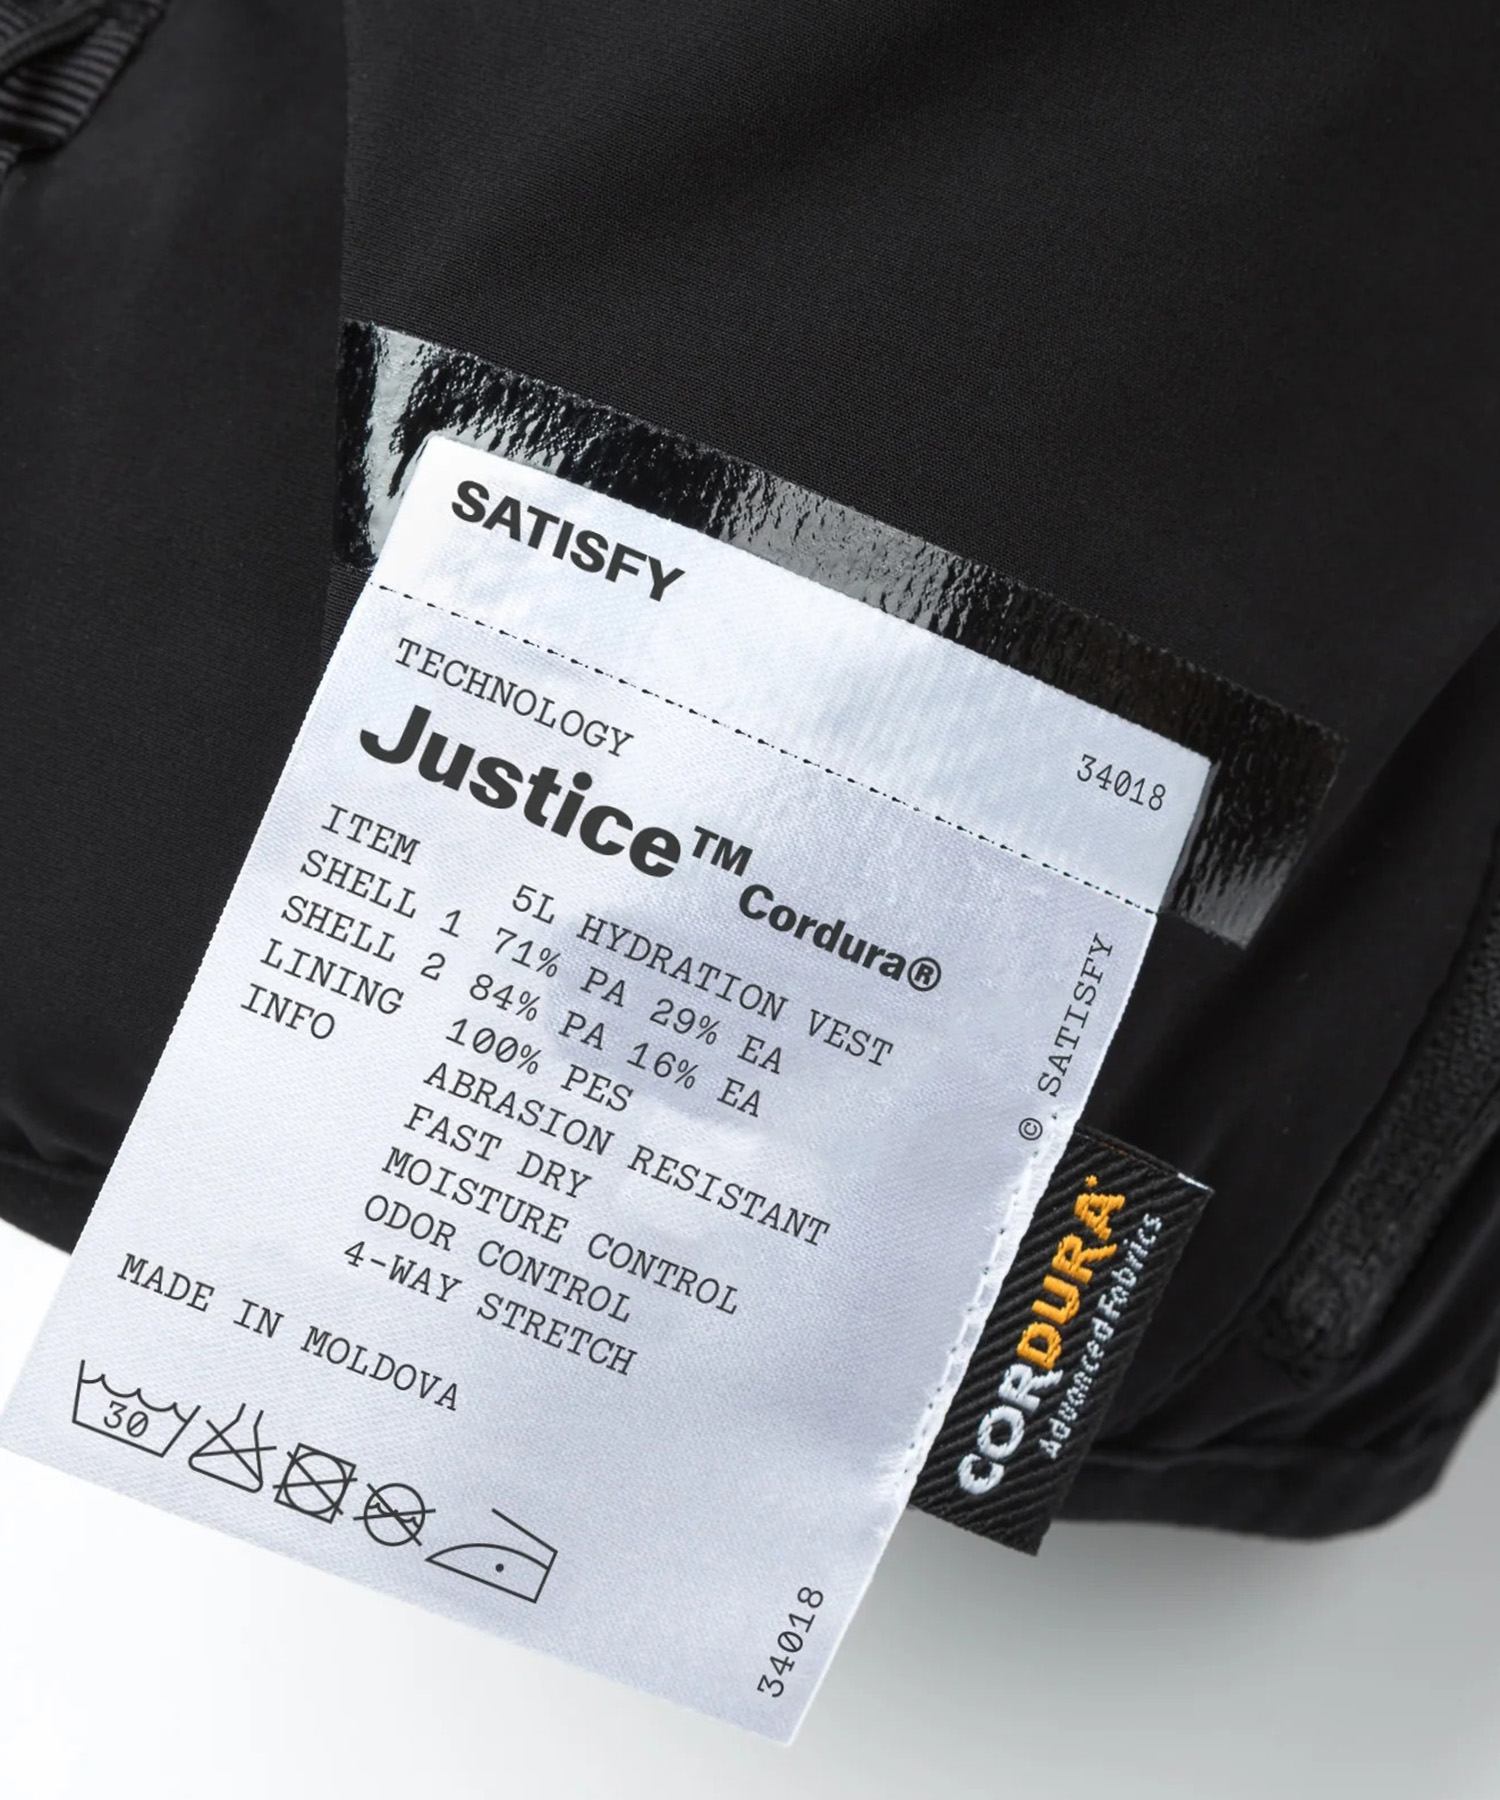 SATISFY
34018
TECHNOLOGY
Justice™ Cordura®
ITEM 5L HYDRATION VEST
SHELL 1 71% PA 29% EA
SHELL 2 84% PA 16% EA
LINING 100% PES
INFO ABRASION RESISTANT
FAST DRY
MOISTURE CONTROL
ODOR CONTROL
4-WAY STRETCH
MADE IN MOLDOVA
30
© SATISFY
34018
CORDURA
Advanced Fabrics